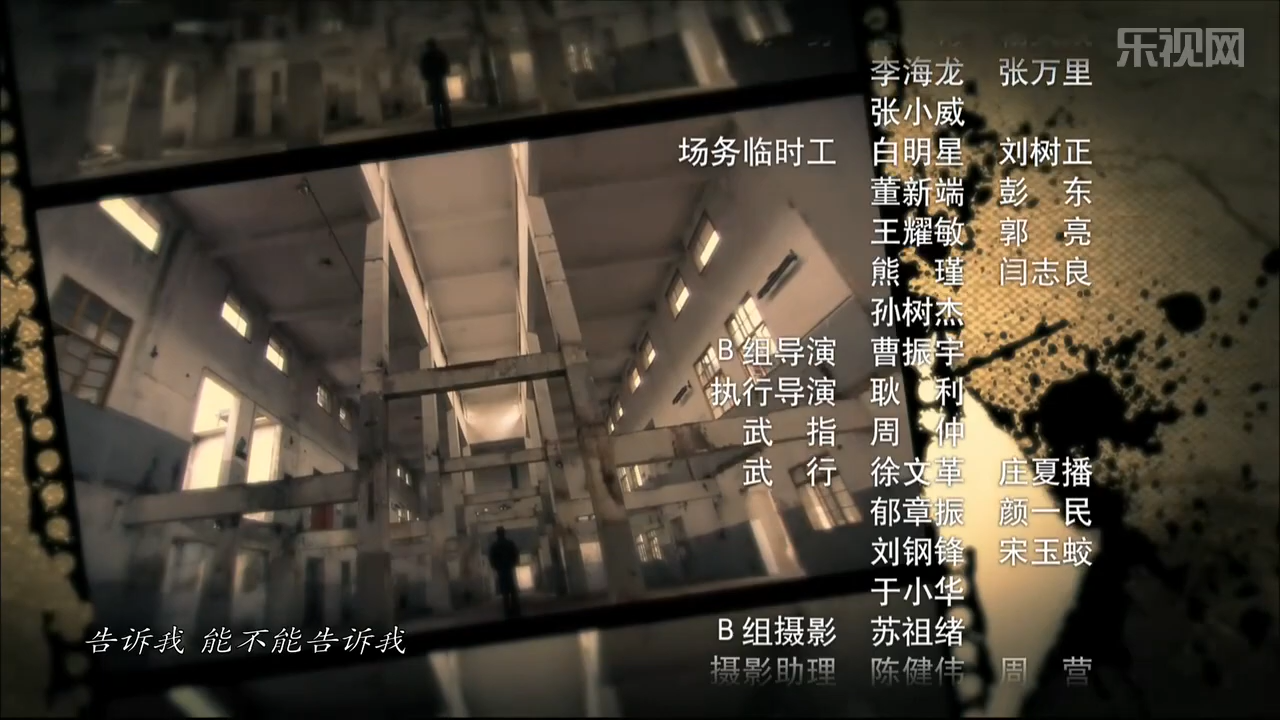 乐视网
李海龙 张万里
张小威
场务临时工 白明星 刘树正
董新端 彭 东
王耀敏 郭 亮
熊 瑾 闫志良
孙树杰
B组导演 曹振宇
执行导演 耿 利
武 指 周 仲
武 行 徐文革 庄夏播
郁章振 颜一民
刘钢锋 宋玉蛟
于小华
B组摄影 苏祖绪
摄影助理 陈健伟 周 营
告诉我 能不能告诉我